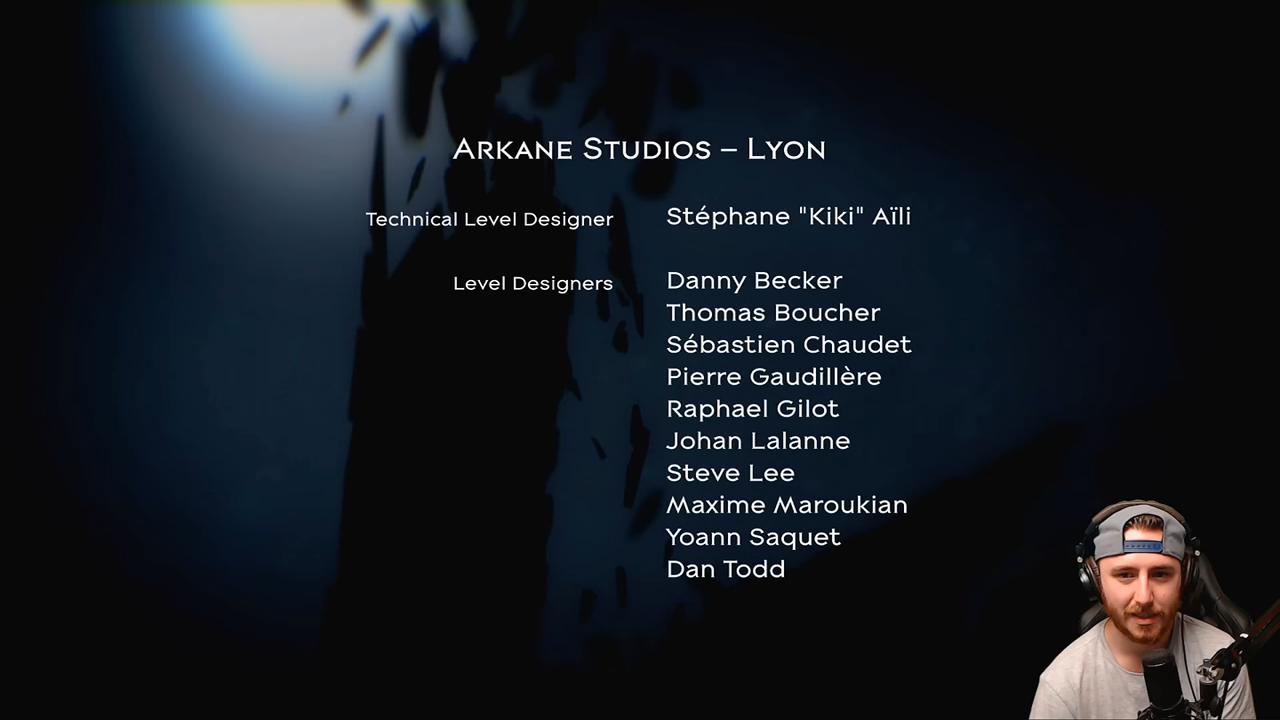 Arkane Studios – Lyon
Technical Level Designer Stéphane "Kiki" Aïli
Level Designers Danny Becker
Thomas Boucher
Sébastien Chaudet
Pierre Gaudillère
Raphael Gilot
Johan Lalanne
Steve Lee
Maxime Maroukian
Yoann Saquet
Dan Todd